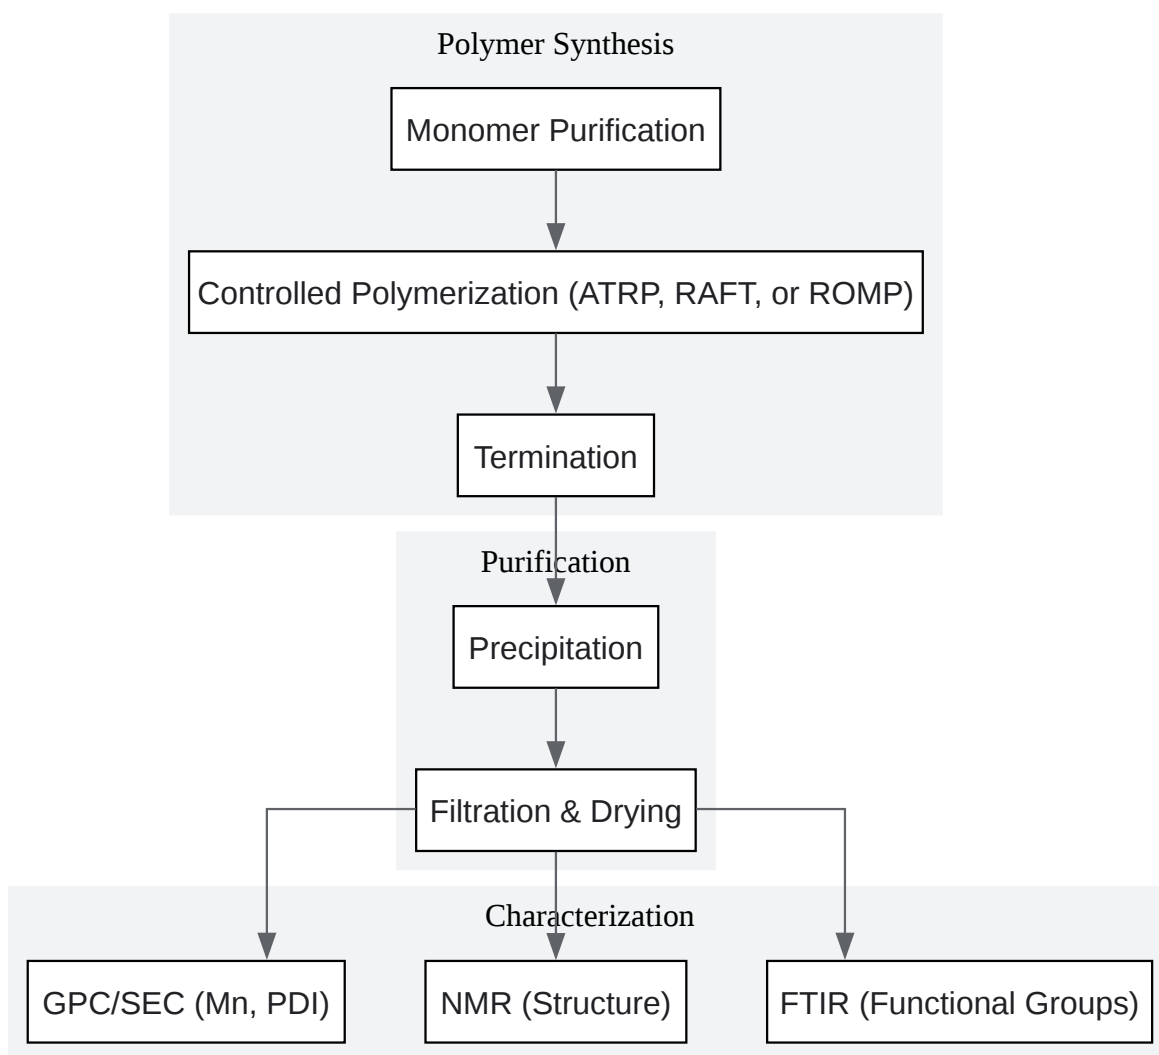 Polymer Synthesis
Monomer Purification
Controlled Polymerization (ATRP, RAFT, or ROMP)
Termination
Purification
Precipitation
Filtration & Drying
Characterization
GPC/SEC (Mn, PDI)
NMR (Structure)
FTIR (Functional Groups)